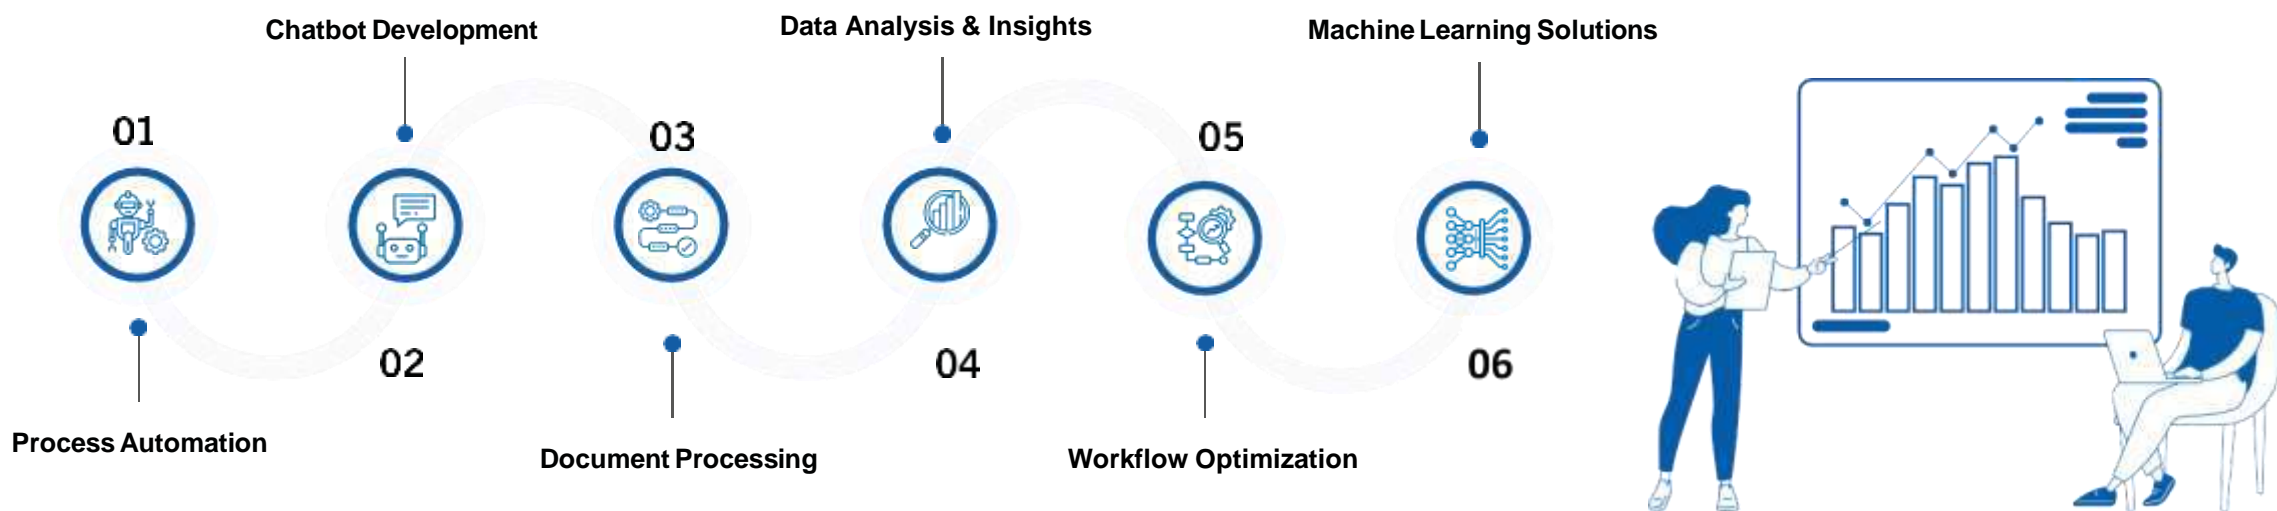 01
Process Automation
Chatbot Development
02
03
Document Processing
Data Analysis & Insights
04
05
Workflow Optimization
Machine Learning Solutions
06